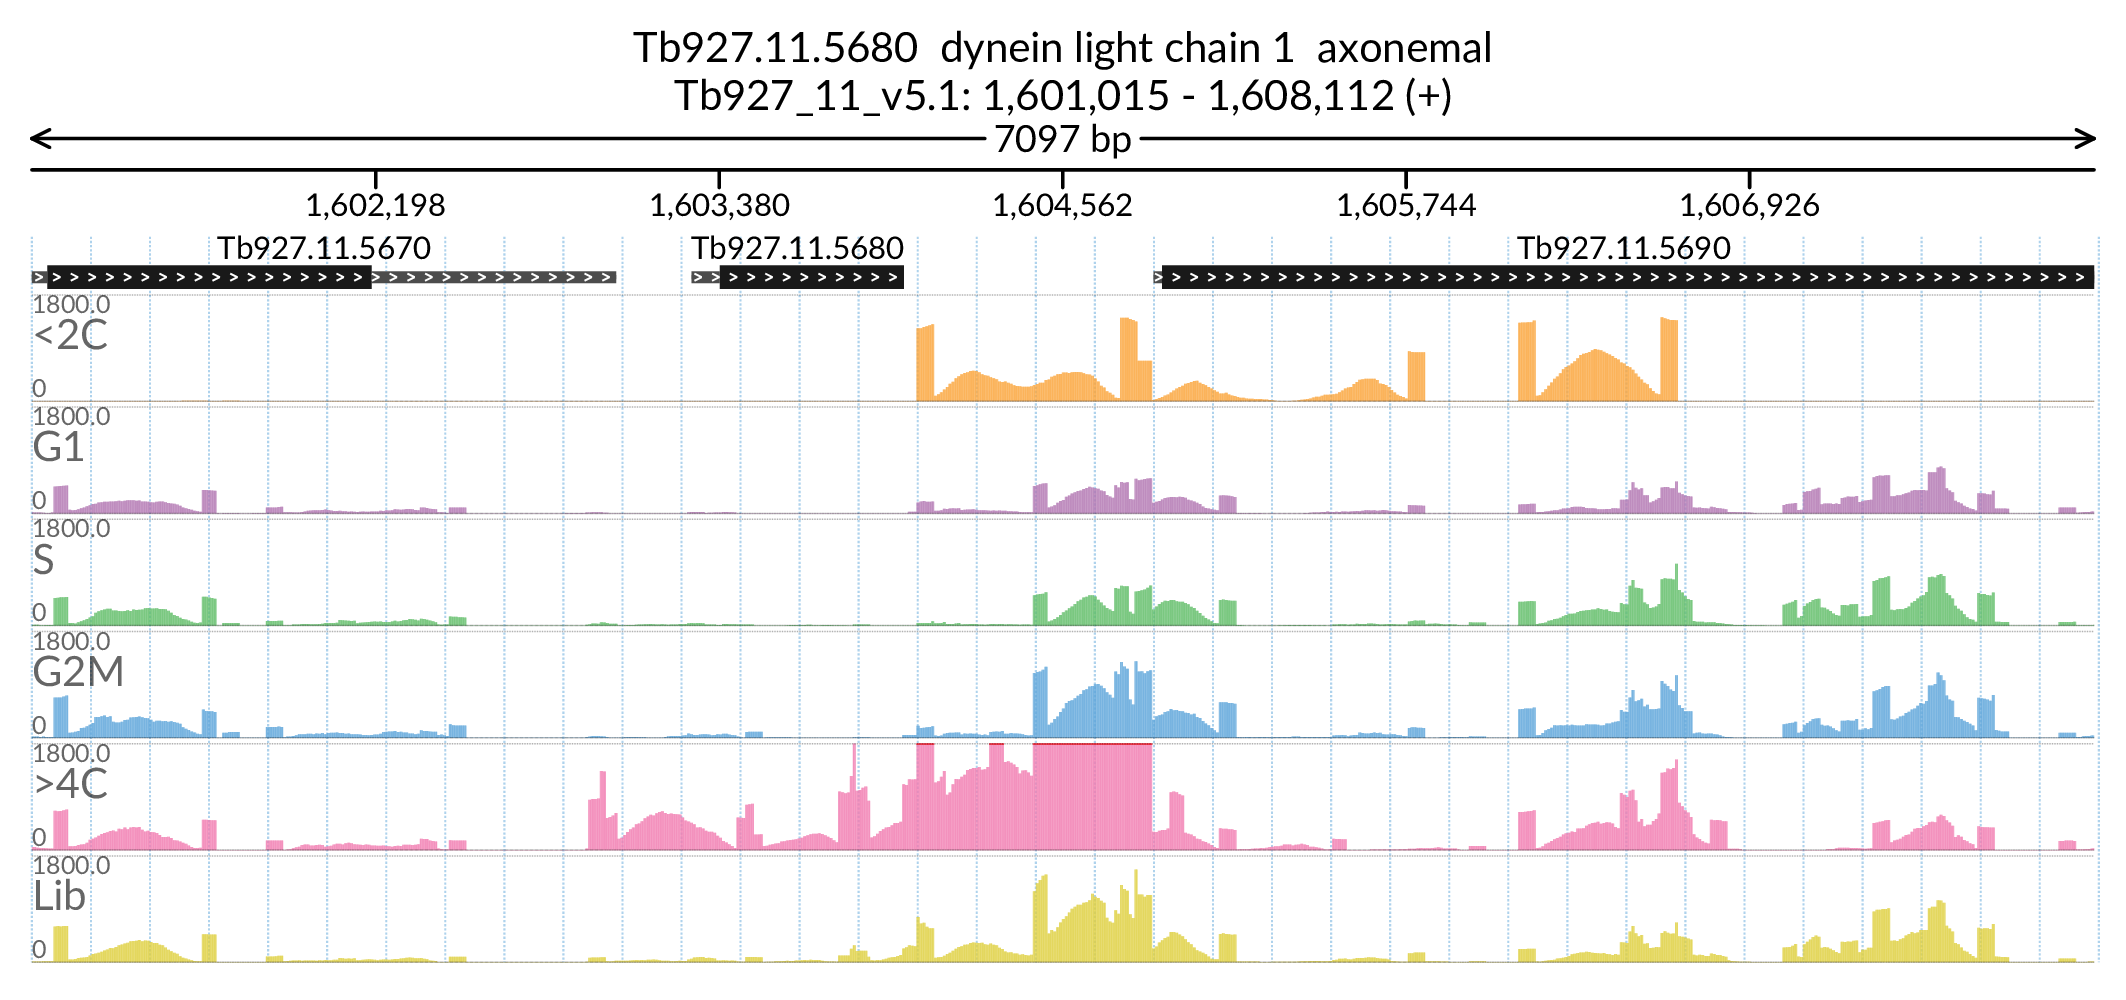 Tb927.11.5680  dynein light chain 1  axonemal
Tb927_11_v5.1: 1,601,015 - 1,608,112 (+)
7097 bp
1,602,198 1,603,380 1,604,562 1,605,744 1,606,926
Tb927.11.5670 Tb927.11.5680 Tb927.11.5690
1800.0
<2C
0
1800.0
G1
0
1800.0
S
0
1800.0
G2M
0
1800.0
>4C
0
1800.0
Lib
0